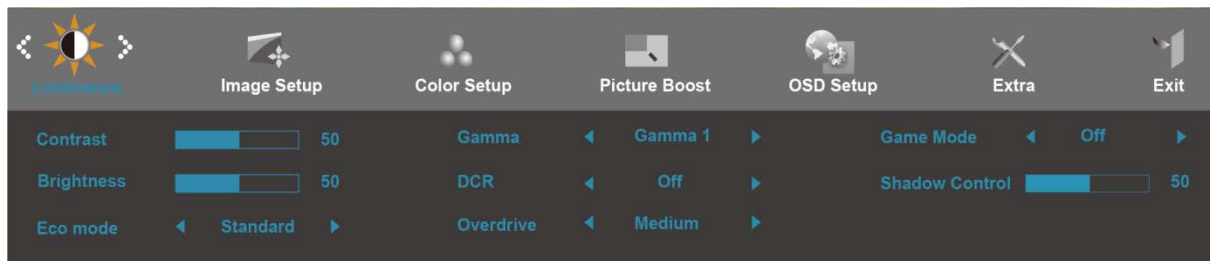 Luminance
Image Setup
Color Setup
Picture Boost
OSD Setup
Extra
Exit
Contrast 50 Gamma Gamma 1 Game Mode Off
Brightness 50 DCR Off Shadow Control 50
Eco mode Standard Overdrive Medium